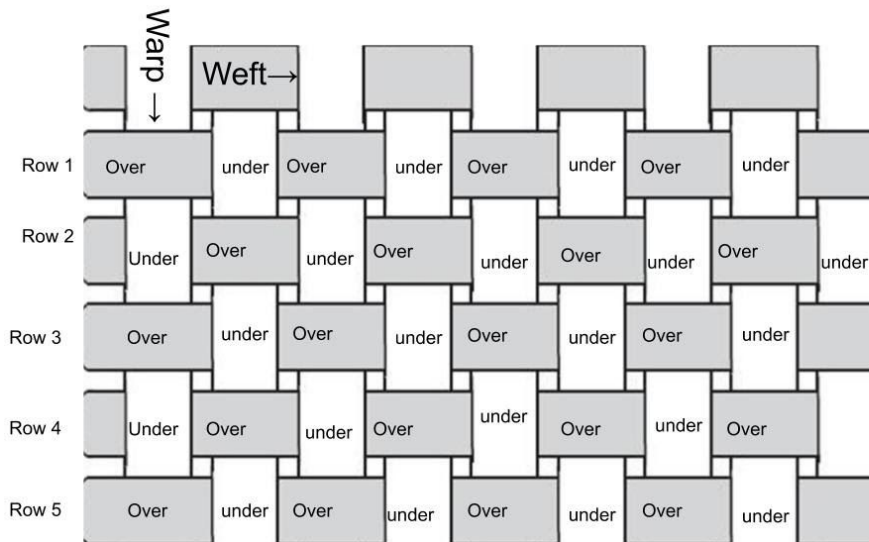 Warp →
Weft→
Row 1 Over under Over under Over under Over under
Row 2 Under Over under Over under Over under Over under
Row 3 Over under Over under Over under Over under
Row 4 Under Over under Over under Over under Over
Row 5 Over under Over under Over under Over under